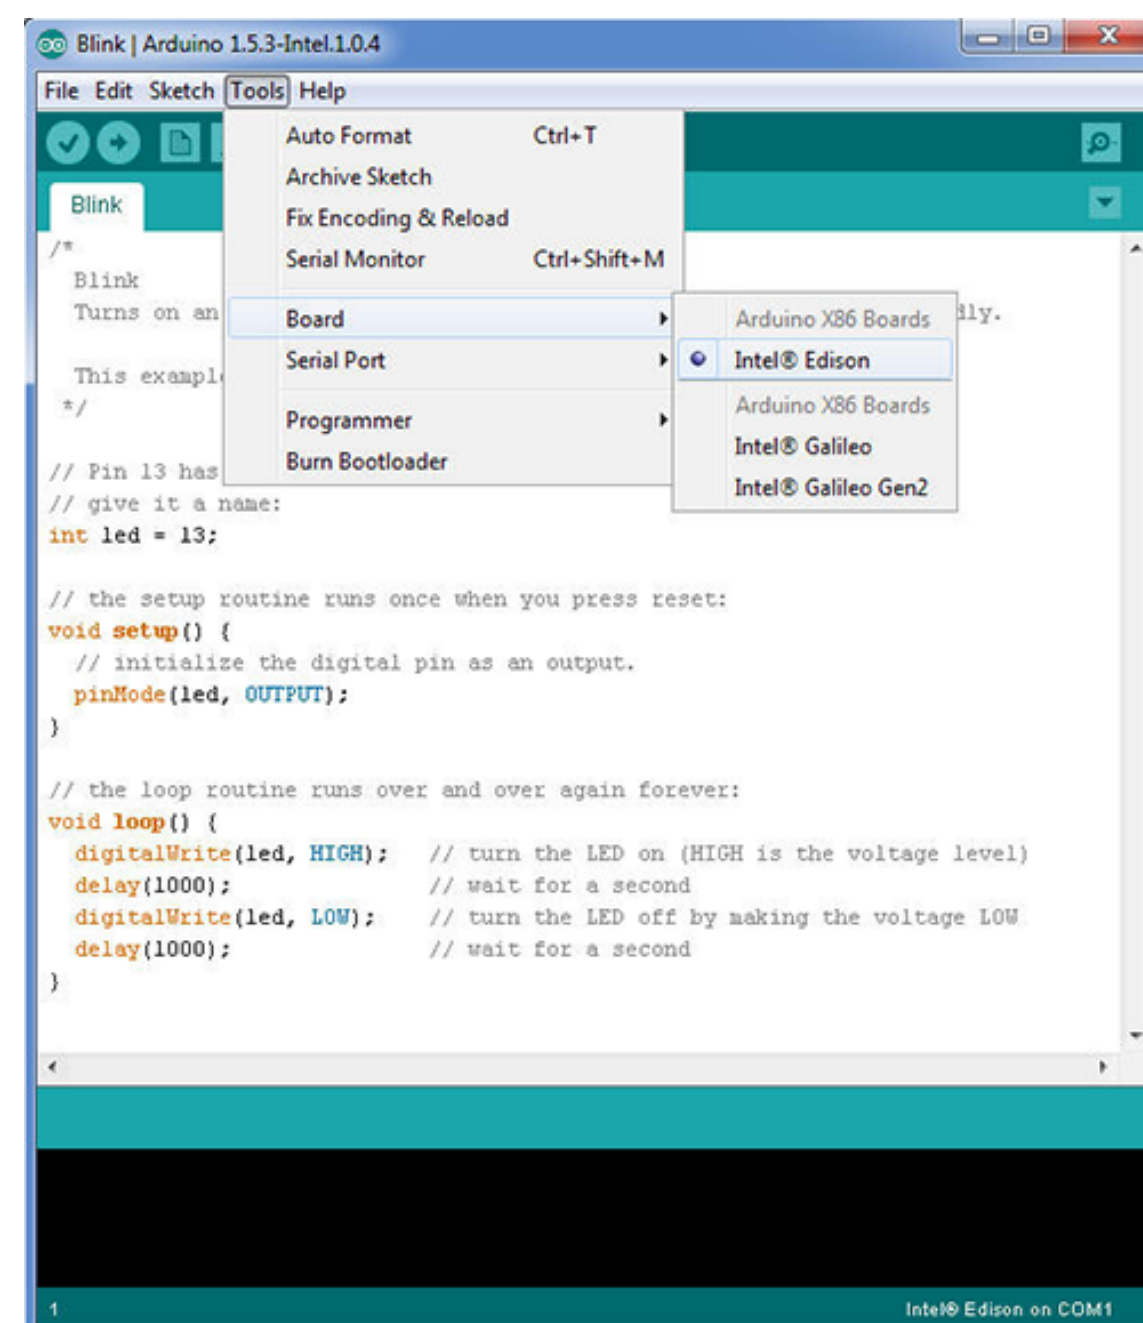 Blink | Arduino 1.5.3-Intel.1.0.4
File Edit Sketch Tools Help
Auto Format Ctrl+T
Archive Sketch
Fix Encoding & Reload
Serial Monitor Ctrl+Shift+M
Board
Serial Port
Programmer
Burn Bootloader
Arduino X86 Boards
Intel® Edison
Arduino X86 Boards
Intel® Galileo
Intel® Galileo Gen2
Blink
/*
Blink
Turns on an
This
*/
// Pin 13 has
// give it a name:
int led = 13;
// the setup routine runs once when you press reset:
void setup() {
// initialize the digital pin as an output.
pinMode(led, OUTPUT);
}
// the loop routine runs over and over again forever:
void loop() {
digitalWrite(led, HIGH); // turn the LED on (HIGH is the voltage level)
delay(1000); // wait for a second
digitalWrite(led, LOW); // turn the LED off by making the voltage LOW
delay(1000); // wait for a second
}
1 Intel® Edison on COM1